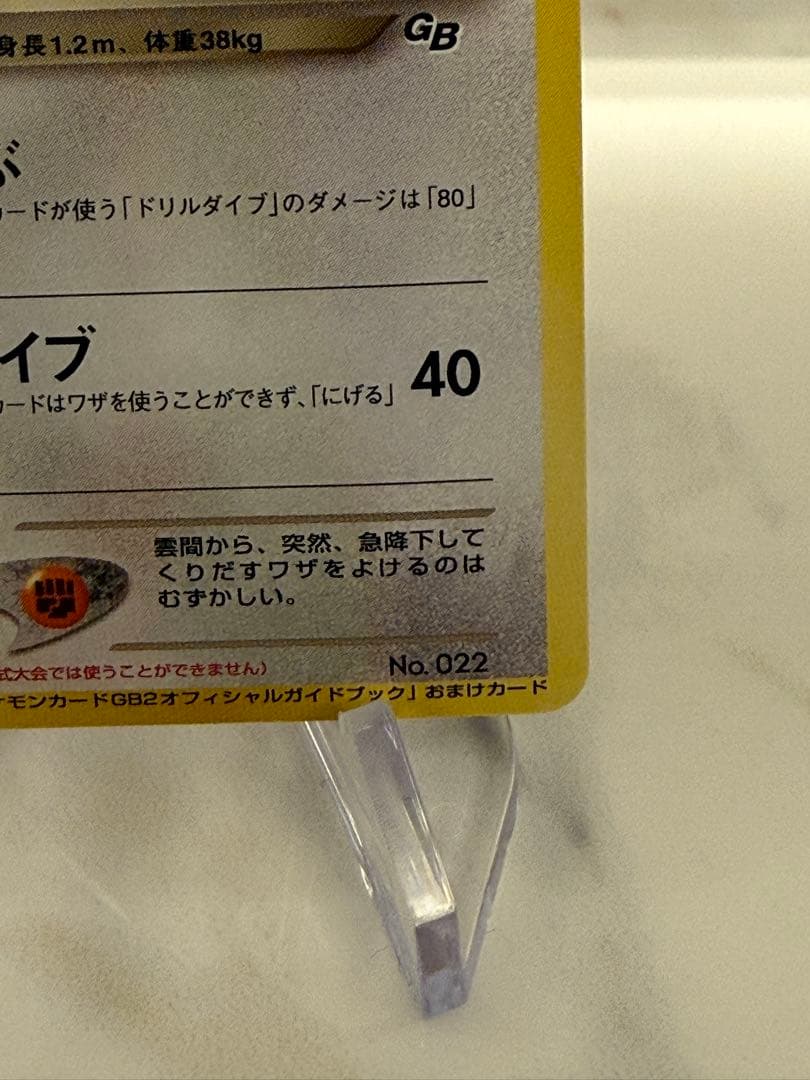 身長1.2m、体重38kg
GB
ぶ
カードが使う「ドリルダイブ」のダメージは「80」
イブ
カードはワザを使うことができず、「にげる」
40
雲間から、突然、急降下して
くりだすワザをよけるのは
むずかしい。
No. 022
式大会では使うことができません)
ケモンカードGB2オフィシャルガイドブック」おまけカード